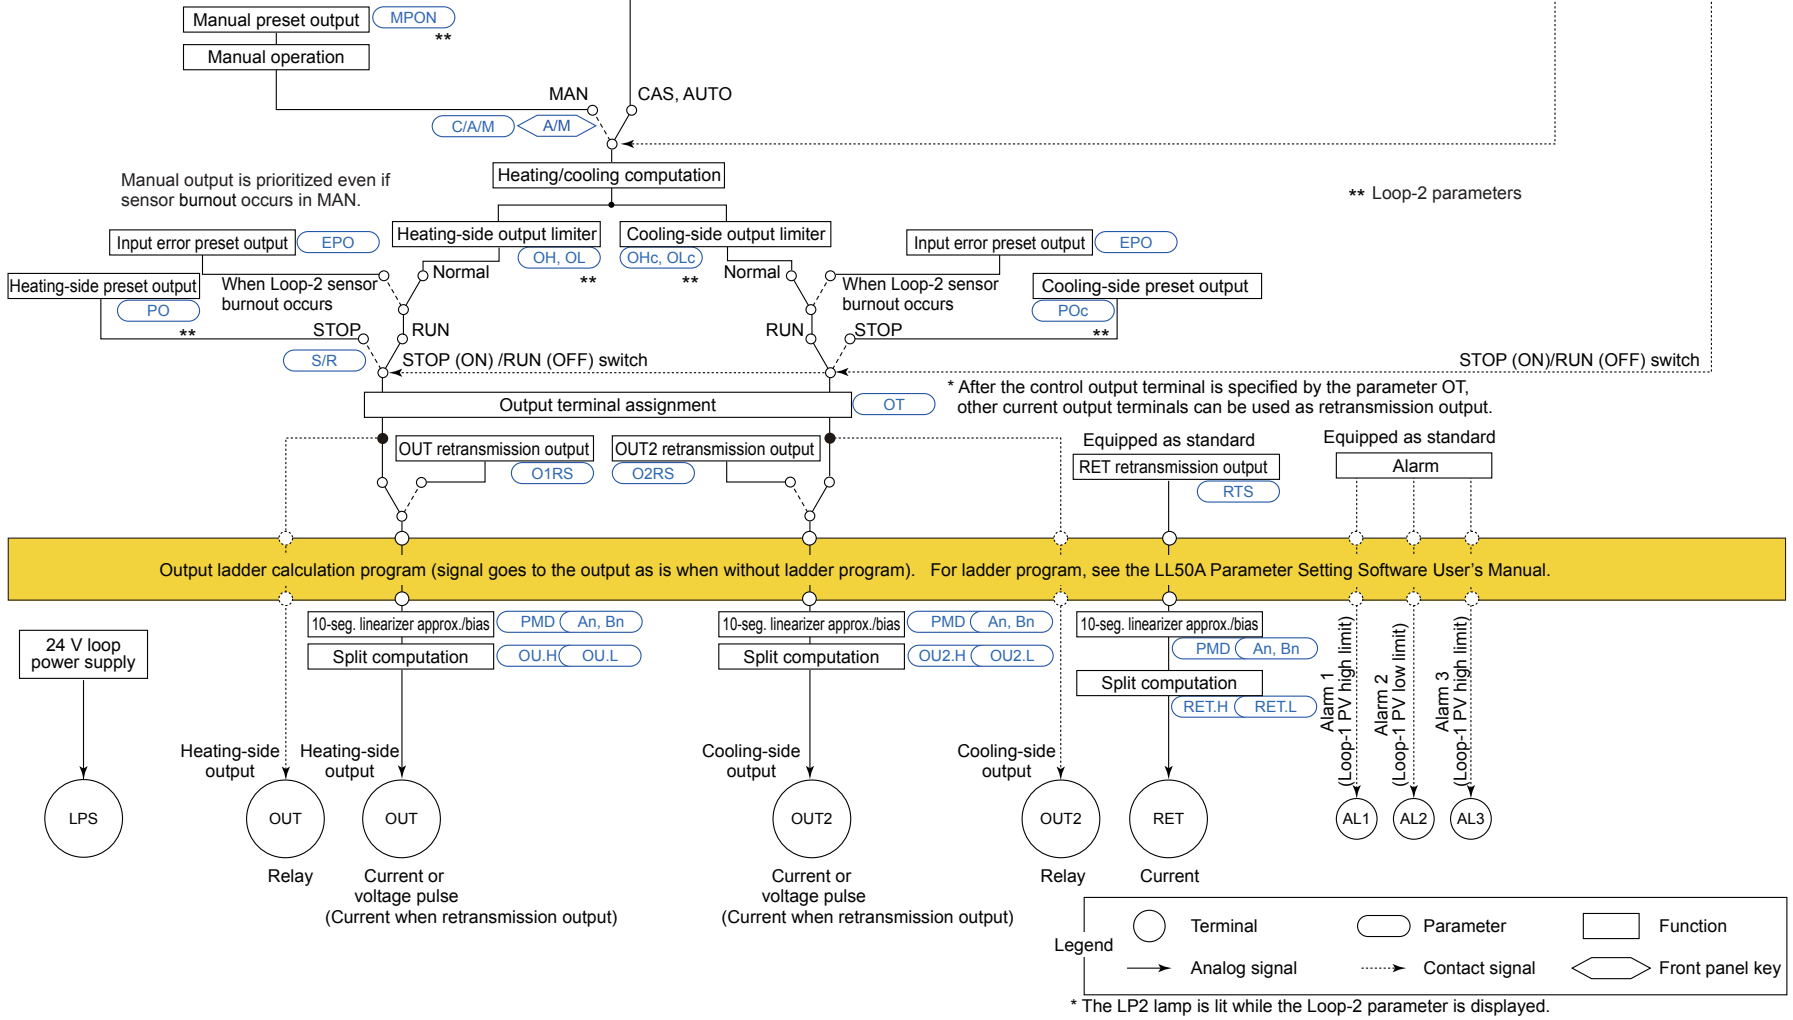 Manual preset output
MPON
**
Manual operation
MAN
CAS, AUTO
C/A/M
A/M
Heating/cooling computation
Manual output is prioritized even if
sensor burnout occurs in MAN.
** Loop-2 parameters
Input error preset output
EPO
Heating-side output limiter
OH, OL
**
Cooling-side output limiter
OHc, OLc
**
Input error preset output
EPO
Normal
Normal
Heating-side preset output
PO
**
When Loop-2 sensor
burnout occurs
When Loop-2 sensor
burnout occurs
Cooling-side preset output
POc
**
STOP
RUN
RUN
STOP
S/R
STOP (ON) /RUN (OFF) switch
STOP (ON)/RUN (OFF) switch
Output terminal assignment
OT
* After the control output terminal is specified by the parameter OT,
other current output terminals can be used as retransmission output.
OUT retransmission output
O1RS
OUT2 retransmission output
O2RS
Equipped as standard
RET retransmission output
RTS
Equipped as standard
Alarm
Output ladder calculation program (signal goes to the output as is when without ladder program). For ladder program, see the LL50A Parameter Setting Software User's Manual.
24 V loop
power supply
10-seg. linearizer approx./bias
PMD
An, Bn
Split computation
OU.H
OU.L
10-seg. linearizer approx./bias
PMD
An, Bn
Split computation
OU2.H
OU2.L
10-seg. linearizer approx./bias
PMD
An, Bn
Split computation
RET.H
RET.L
Alarm 1
(Loop-1 PV high limit)
Alarm 2
(Loop-1 PV low limit)
Alarm 3
(Loop-1 PV high limit)
Heating-side
output
Heating-side
output
Cooling-side
output
Cooling-side
output
LPS
OUT
OUT
OUT2
OUT2
RET
AL1
AL2
AL3
Relay
Current or
voltage pulse
(Current when retransmission output)
Current or
voltage pulse
(Current when retransmission output)
Relay
Current
Legend
Terminal
Parameter
Function
Analog signal
Contact signal
Front panel key
* The LP2 lamp is lit while the Loop-2 parameter is displayed.